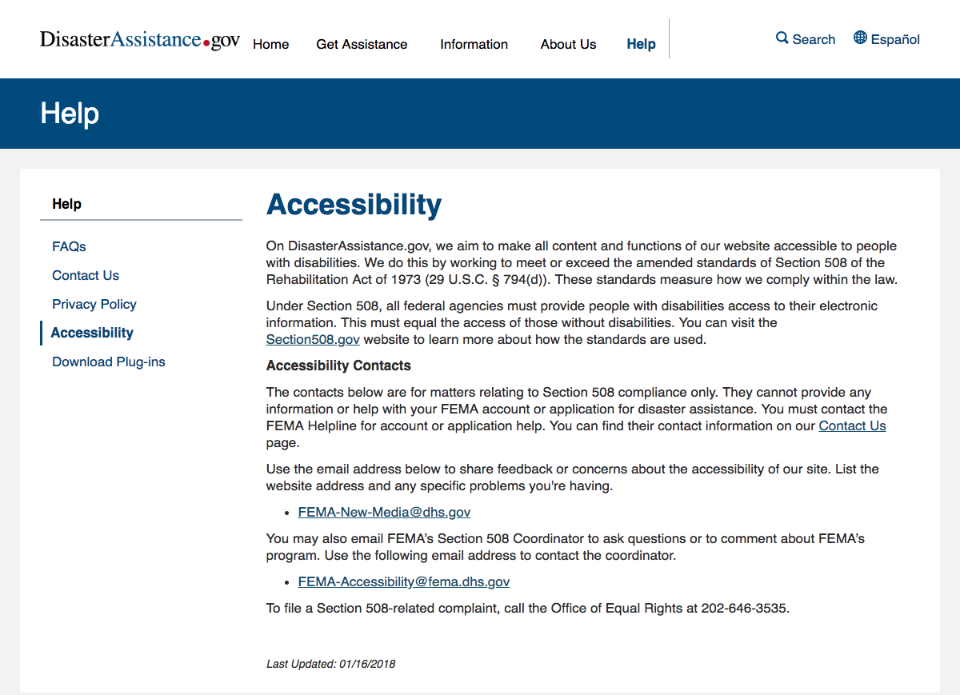 DisasterAssistance.gov Home Get Assistance Information About Us Help Search Español
Help
Help
FAQs
Contact Us
Privacy Policy
Accessibility
Download Plug-ins
Accessibility
On DisasterAssistance.gov, we aim to make all content and functions of our website accessible to people
with disabilities. We do this by working to meet or exceed the amended standards of Section 508 of the
Rehabilitation Act of 1973 (29 U.S.C. § 794(d)). These standards measure how we comply within the law.
Under Section 508, all federal agencies must provide people with disabilities access to their electronic
information. This must equal the access of those without disabilities. You can visit the
Section508.gov website to learn more about how the standards are used.
Accessibility Contacts
The contacts below are for matters relating to Section 508 compliance only. They cannot provide any
information or help with your FEMA account or application for disaster assistance. You must contact the
FEMA Helpline for account or application help. You can find their contact information on our Contact Us
page.
Use the email address below to share feedback or concerns about the accessibility of our site. List the
website address and any specific problems you're having.
• FEMA-New-Media@dhs.gov
You may also email FEMA's Section 508 Coordinator to ask questions or to comment about FEMA's
program. Use the following email address to contact the coordinator.
• FEMA-Accessibility@fema.dhs.gov
To file a Section 508-related complaint, call the Office of Equal Rights at 202-646-3535.
Last Updated: 01/16/2018